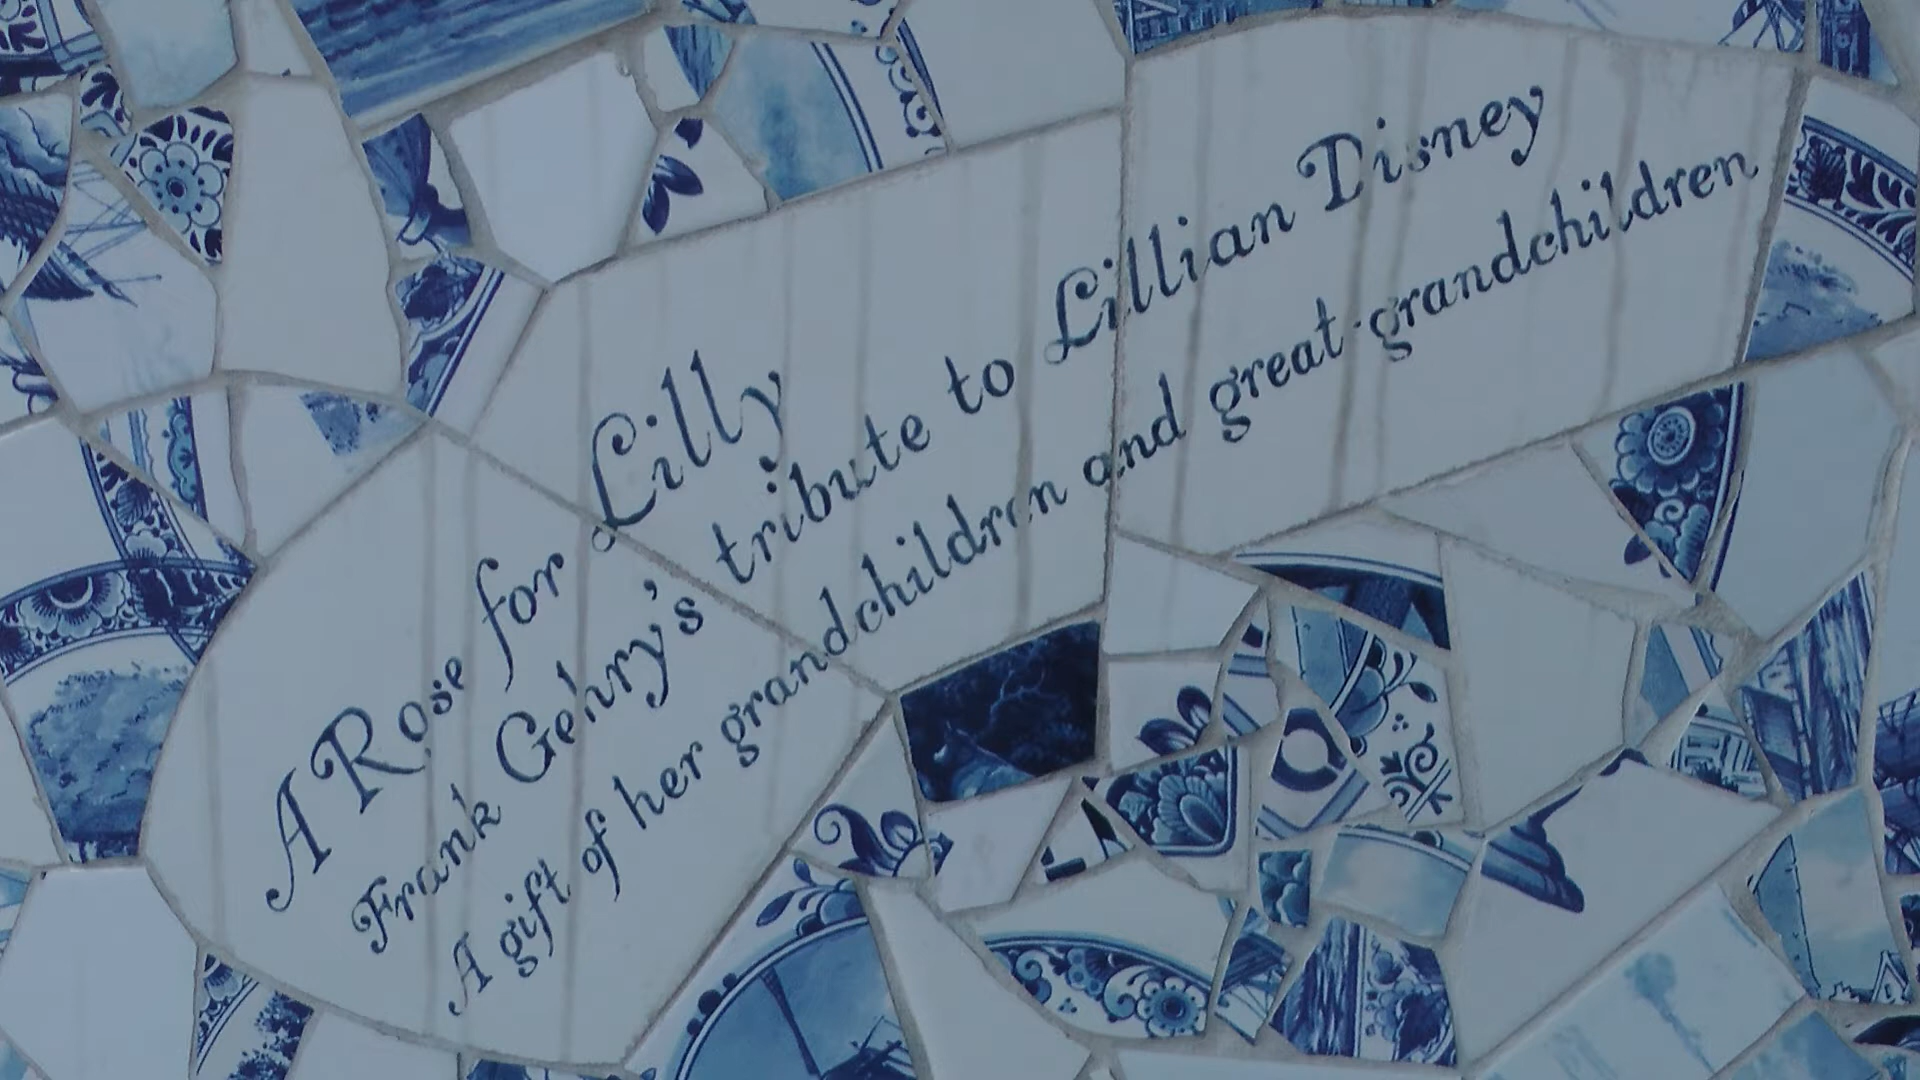 A Rose for Lilly
Frank Gehry's tribute to Lillian Disney
A gift of her grandchildren and great-grandchildren